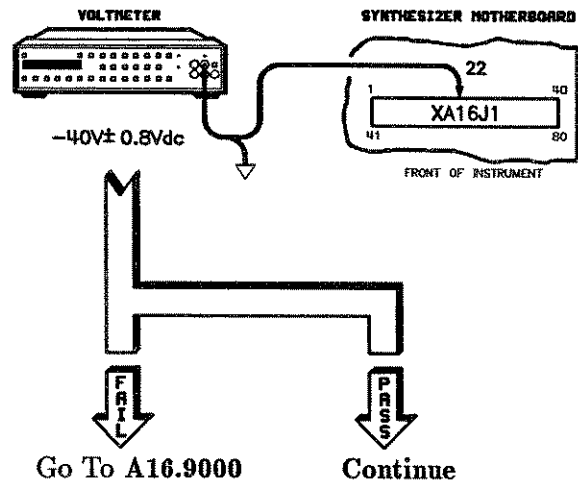 VOLTMETER
SYNTHESIZER MOTHERBOARD
22
1
40
XA16J1
41
80
−40V± 0.8Vdc
FRONT OF INSTRUMENT
FAIL
PASS
Go To A16.9000
Continue